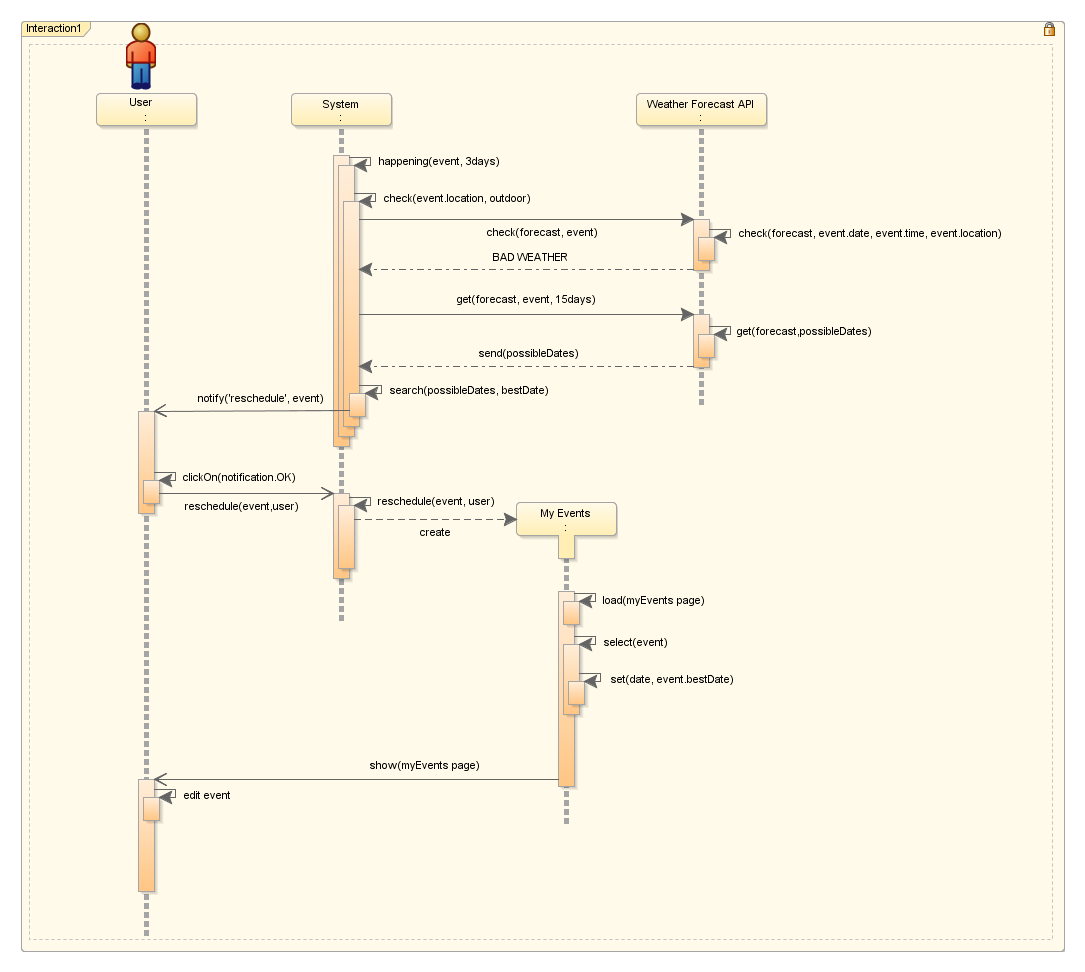 Interaction1
User
:
System
:
Weather Forecast API
:
happening(event, 3days)
check(event.location, outdoor)
check(forecast, event)
check(forecast, event.date, event.time, event.location)
BAD WEATHER
get(forecast, event, 15days)
get(forecast,possibleDates)
send(possibleDates)
search(possibleDates, bestDate)
notify('reschedule', event)
clickOn(notification.OK)
reschedule(event,user)
reschedule(event, user)
create
My Events
:
load(myEvents page)
select(event)
set(date, event.bestDate)
show(myEvents page)
edit event